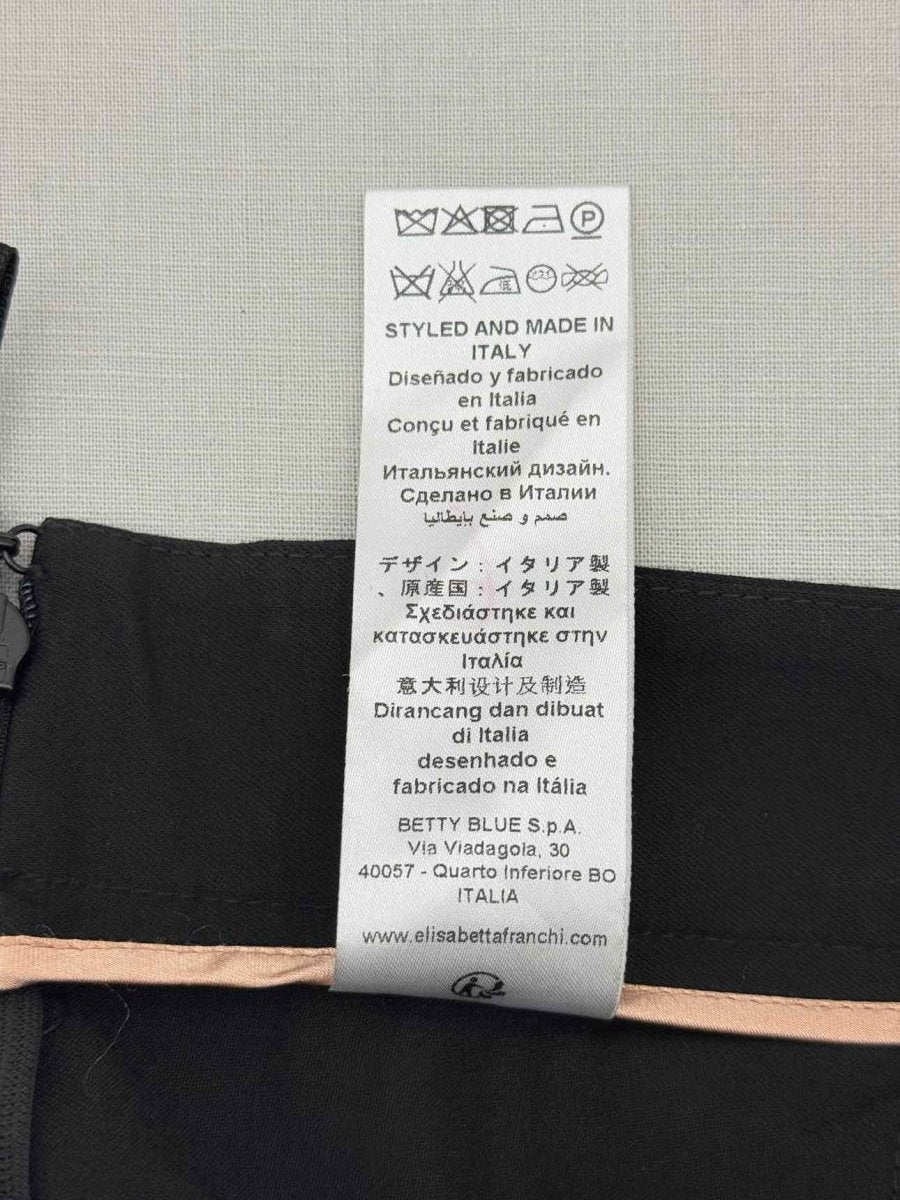 P
低
STYLED AND MADE IN
ITALY
Diseñado y fabricado
en Italia
Conçu et fabriqué en
Italie
Итальянский дизайн.
Сделано в Италии
صمم و صنع بإيطاليا
デザイン：イタリア製
、原産国：イタリア製
Σχεδιάστηκε και
κατασκευάστηκε στην
Ιταλία
意大利设计及制造
Dirancang dan dibuat
di Italia
desenhado e
fabricado na Itália
BETTY BLUE S.p.A.
Via Viadagola, 30
40057 - Quarto Inferiore BO
ITALIA
www.elisabettafranchi.com